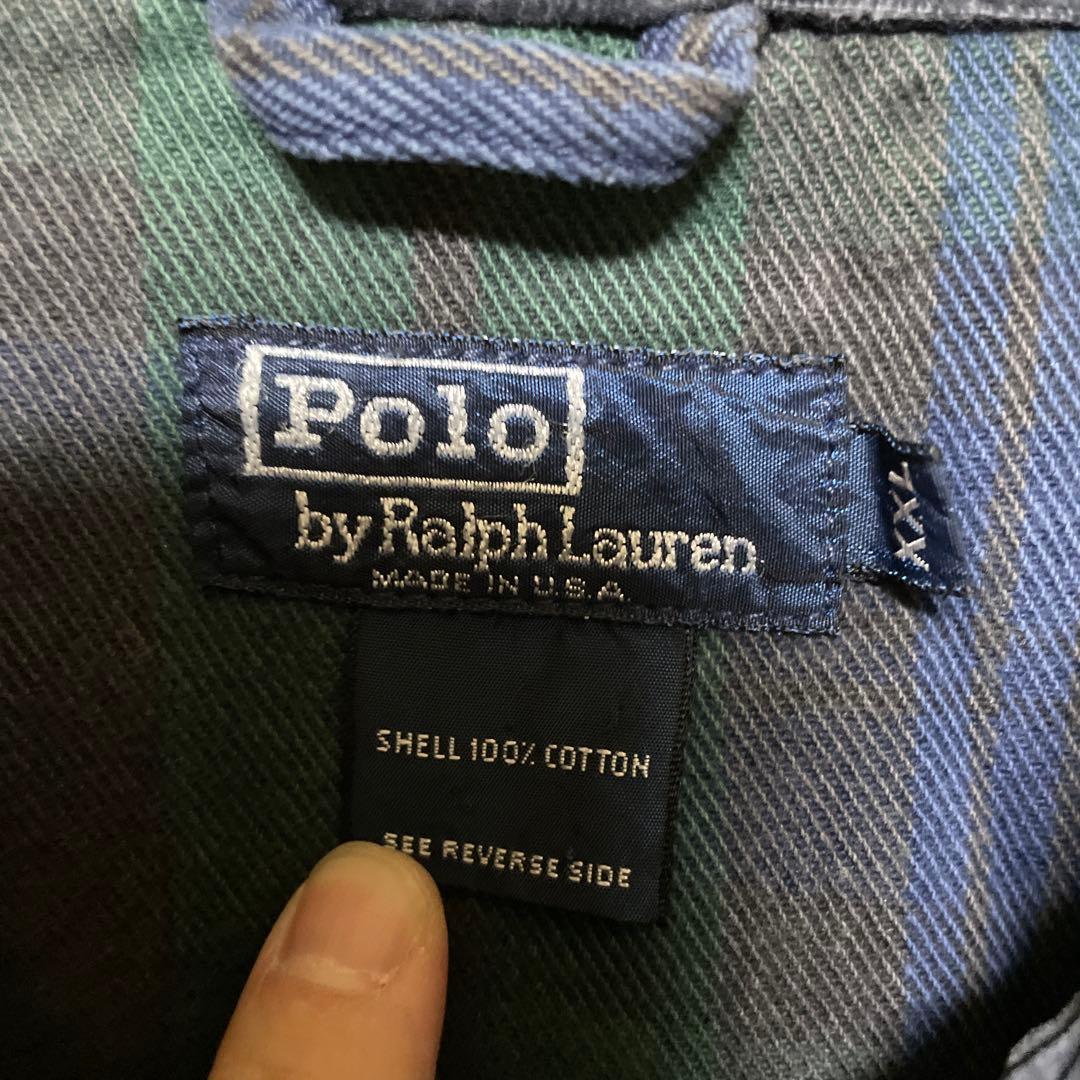 Polo
by Ralph Lauren
MADE IN U.S.A.
XXL
SHELL 100% COTTON
SEE REVERSE SIDE